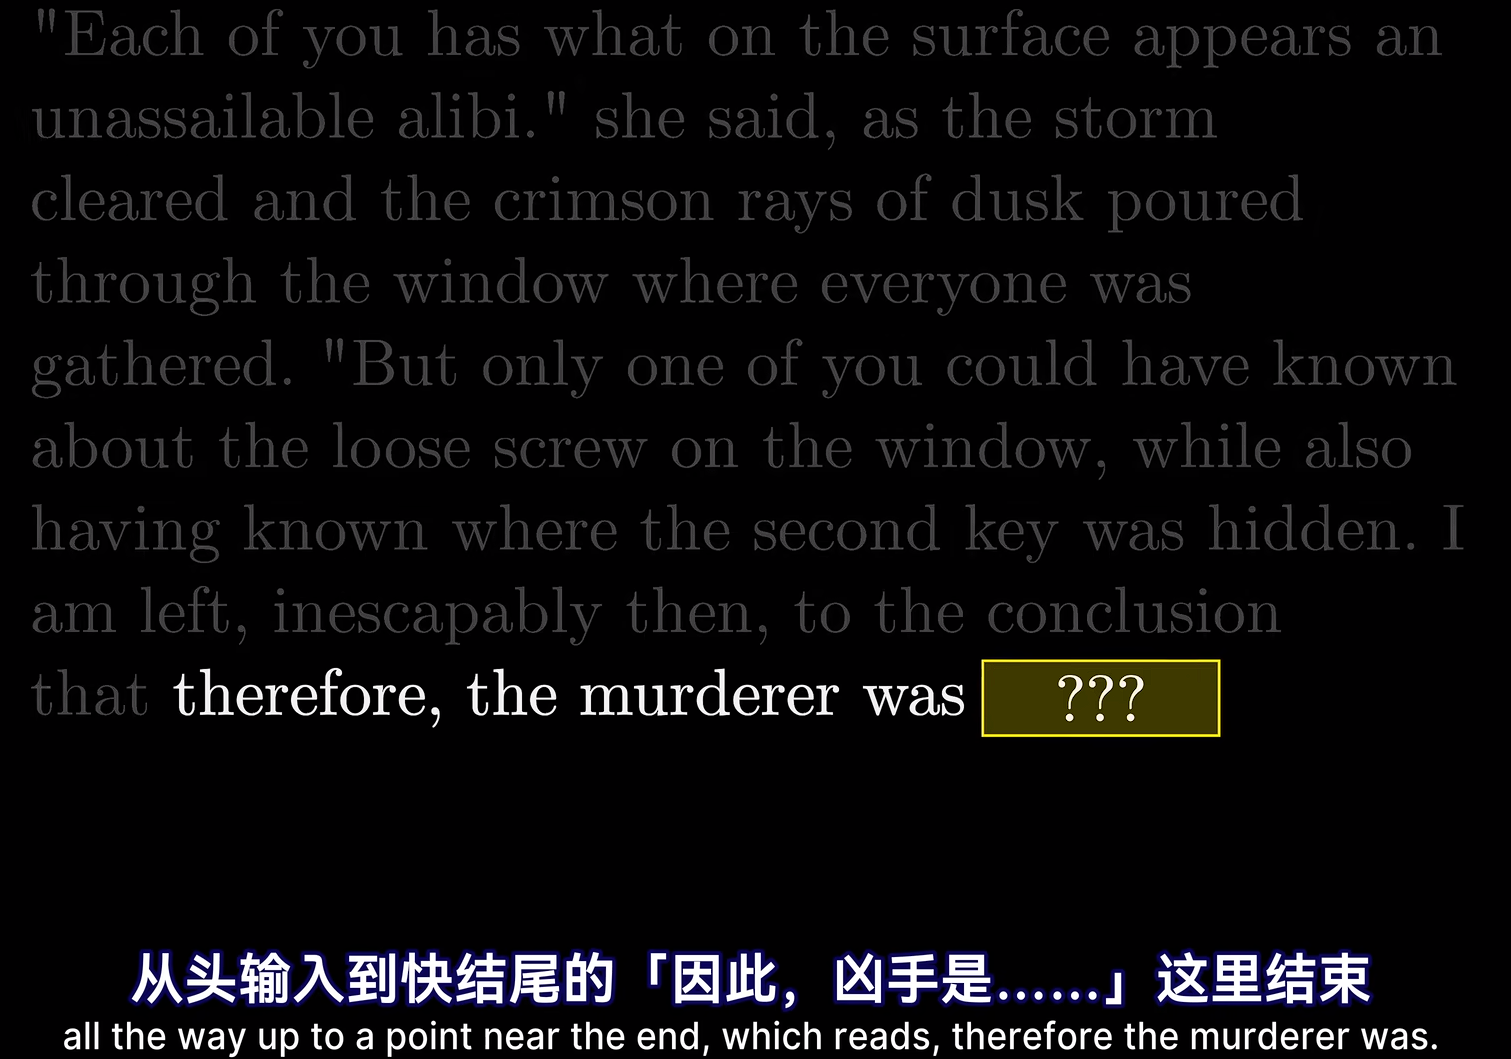 "Each of you has what on the surface appears an
unassailable alibi." she said, as the storm
cleared and the crimson rays of dusk poured
through the window where everyone was
gathered. "But only one of you could have known
about the loose screw on the window, while also
having known where the second key was hidden. I
am left, inescapably then, to the conclusion
that therefore, the murderer was ???
从头输入到快结尾的「因此，凶手是……」这里结束
all the way up to a point near the end, which reads, therefore the murderer was.